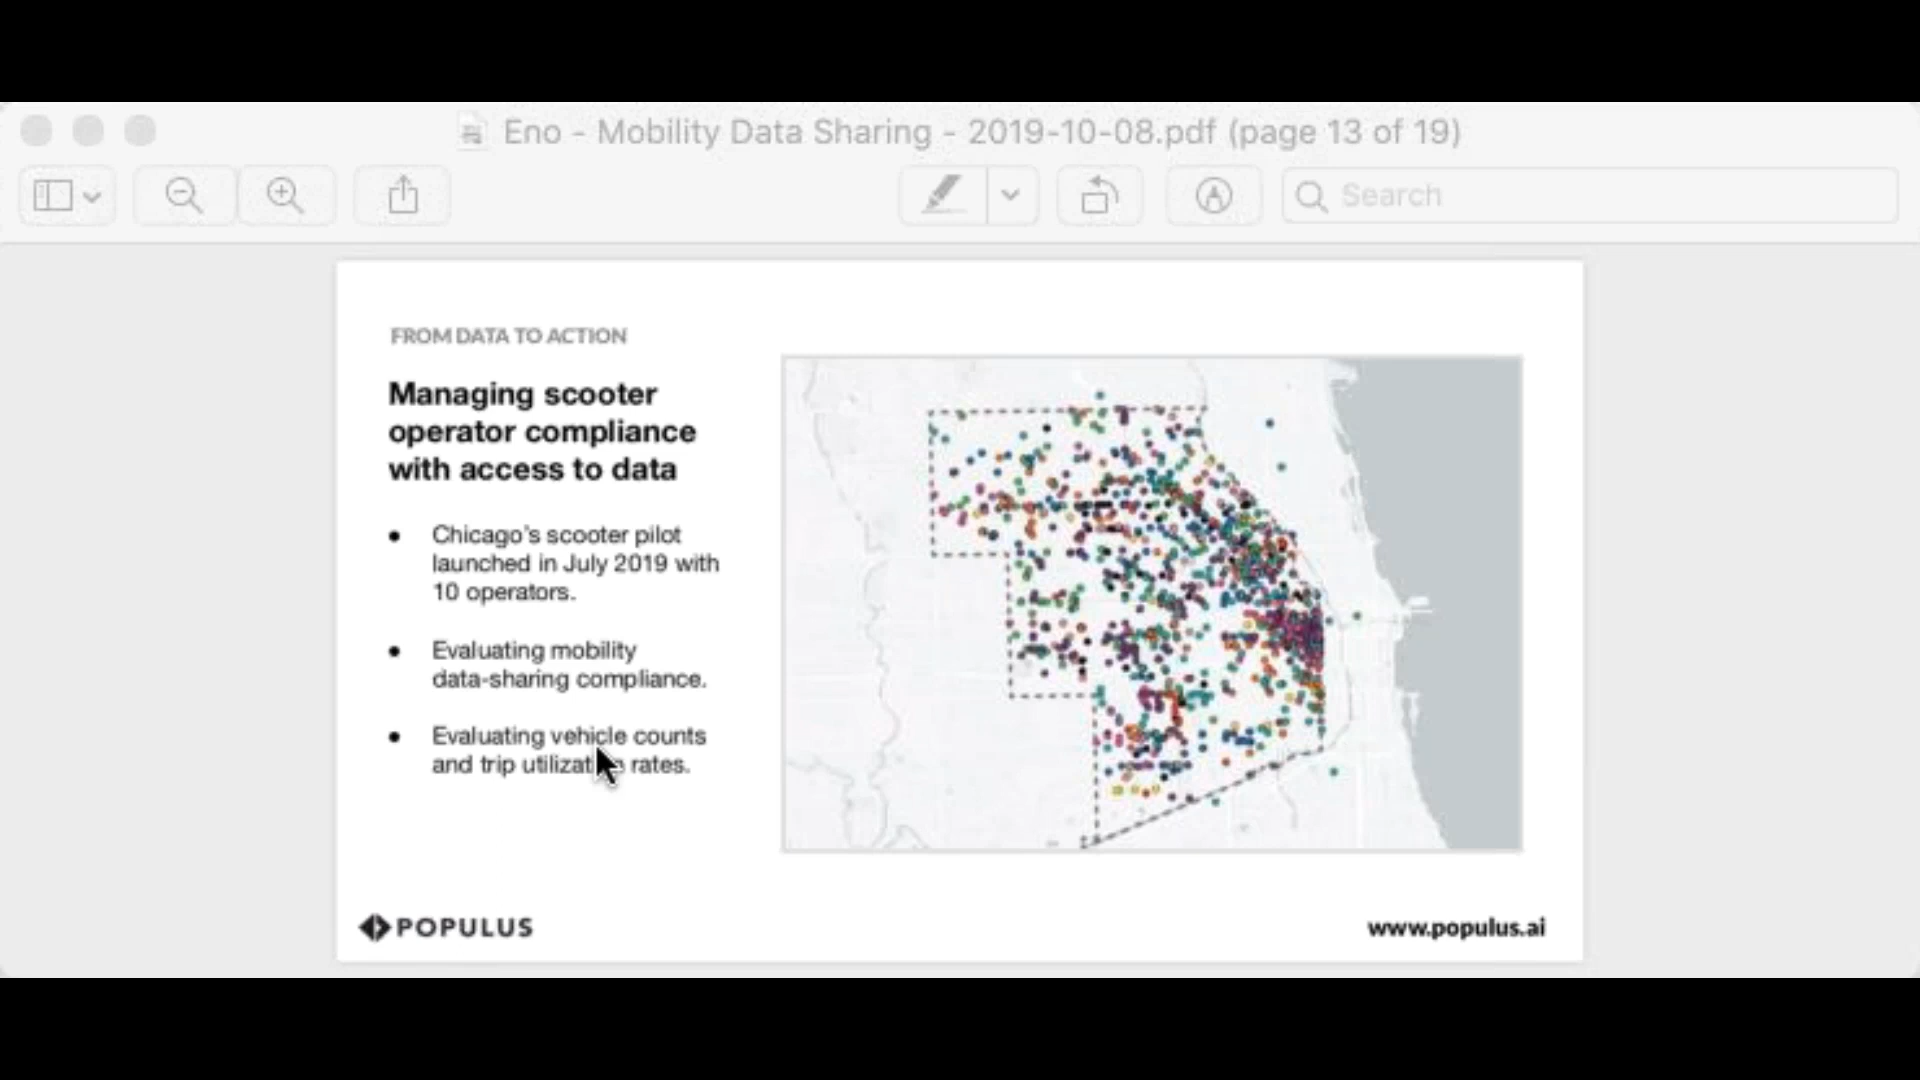 Eno - Mobility Data Sharing - 2019-10-08.pdf (page 13 of 19)
Search
FROM DATA TO ACTION
Managing scooter
operator compliance
with access to data
● Chicago's scooter pilot
launched in July 2019 with
10 operators.
● Evaluating mobility
data-sharing compliance.
● Evaluating vehicle counts
and trip utilization rates.
POPULUS
www.populus.ai